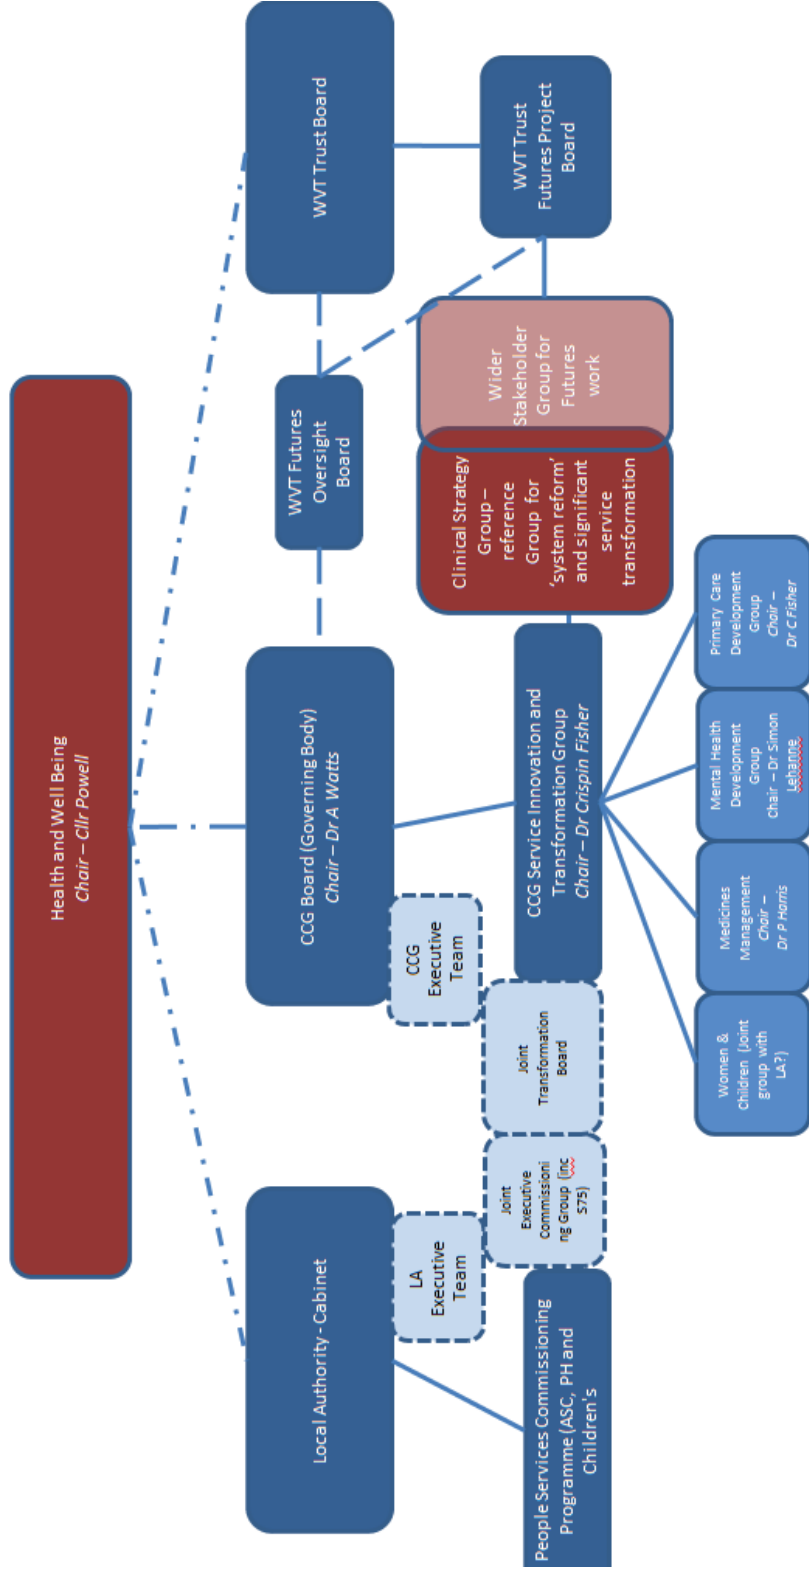 Health and Well Being
Chair – Cllr Powell
Local Authority - Cabinet
CCG Board (Governing Body)
Chair – Dr A Watts
WVT Futures
Oversight
Board
WVT Trust Board
LA
Executive
Team
CCG
Executive
Team
People Services Commissioning
Programme (ASC, PH and
Children's
Joint
Executive
Commissioni
ng Group (inc
S75)
Joint
Transformation
Board
CCG Service Innovation and
Transformation Group
Chair – Dr Crispin Fisher
Clinical Strategy
Group –
reference
Group for
‘system reform’
and significant
service
transformation
Wider
Stakeholder
Group for
Futures
work
WVT Trust
Futures Project
Board
Women &
Children (Joint
group with
LA?)
Medicines
Management
Chair –
Dr P Harris
Mental Health
Development
Group
Chair – Dr Simon
Lehanne
Primary Care
Development
Group
Chair –
Dr C Fisher